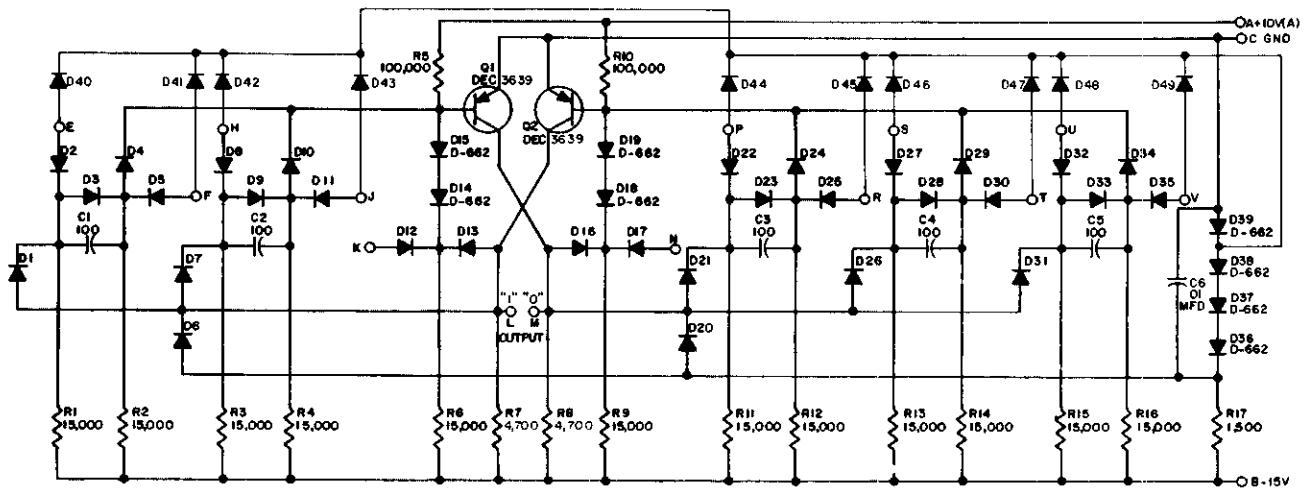 A+10V(A)
C GND
R5
100,000
Q1
DEC 3639
R10
100,000
D40
D41
D42
D43
D44
D45
D46
D47
D48
D49
E
H
Q2
DEC 3639
P
S
U
D2
D4
D8
D10
D15
D-662
D19
D-662
D22
D24
D27
D29
D32
D34
D3
D5
F
D9
D11
J
D14
D-662
D18
D-662
D23
D25
R
D28
D30
T
D33
D35
V
C1
100
C2
100
K
D12
D13
D16
D17
N
C3
100
C4
100
C5
100
D39
D-662
D1
D7
D21
D26
D31
C6
01
MFD
D38
D-662
"1"
"0"
L
M
OUTPUT
D6
D20
D37
D-662
D36
D-662
R1
15,000
R2
15,000
R3
15,000
R4
15,000
R6
15,000
R7
4,700
R8
4,700
R9
15,000
R11
15,000
R12
15,000
R13
15,000
R14
15,000
R15
15,000
R16
15,000
R17
1,500
B-15V